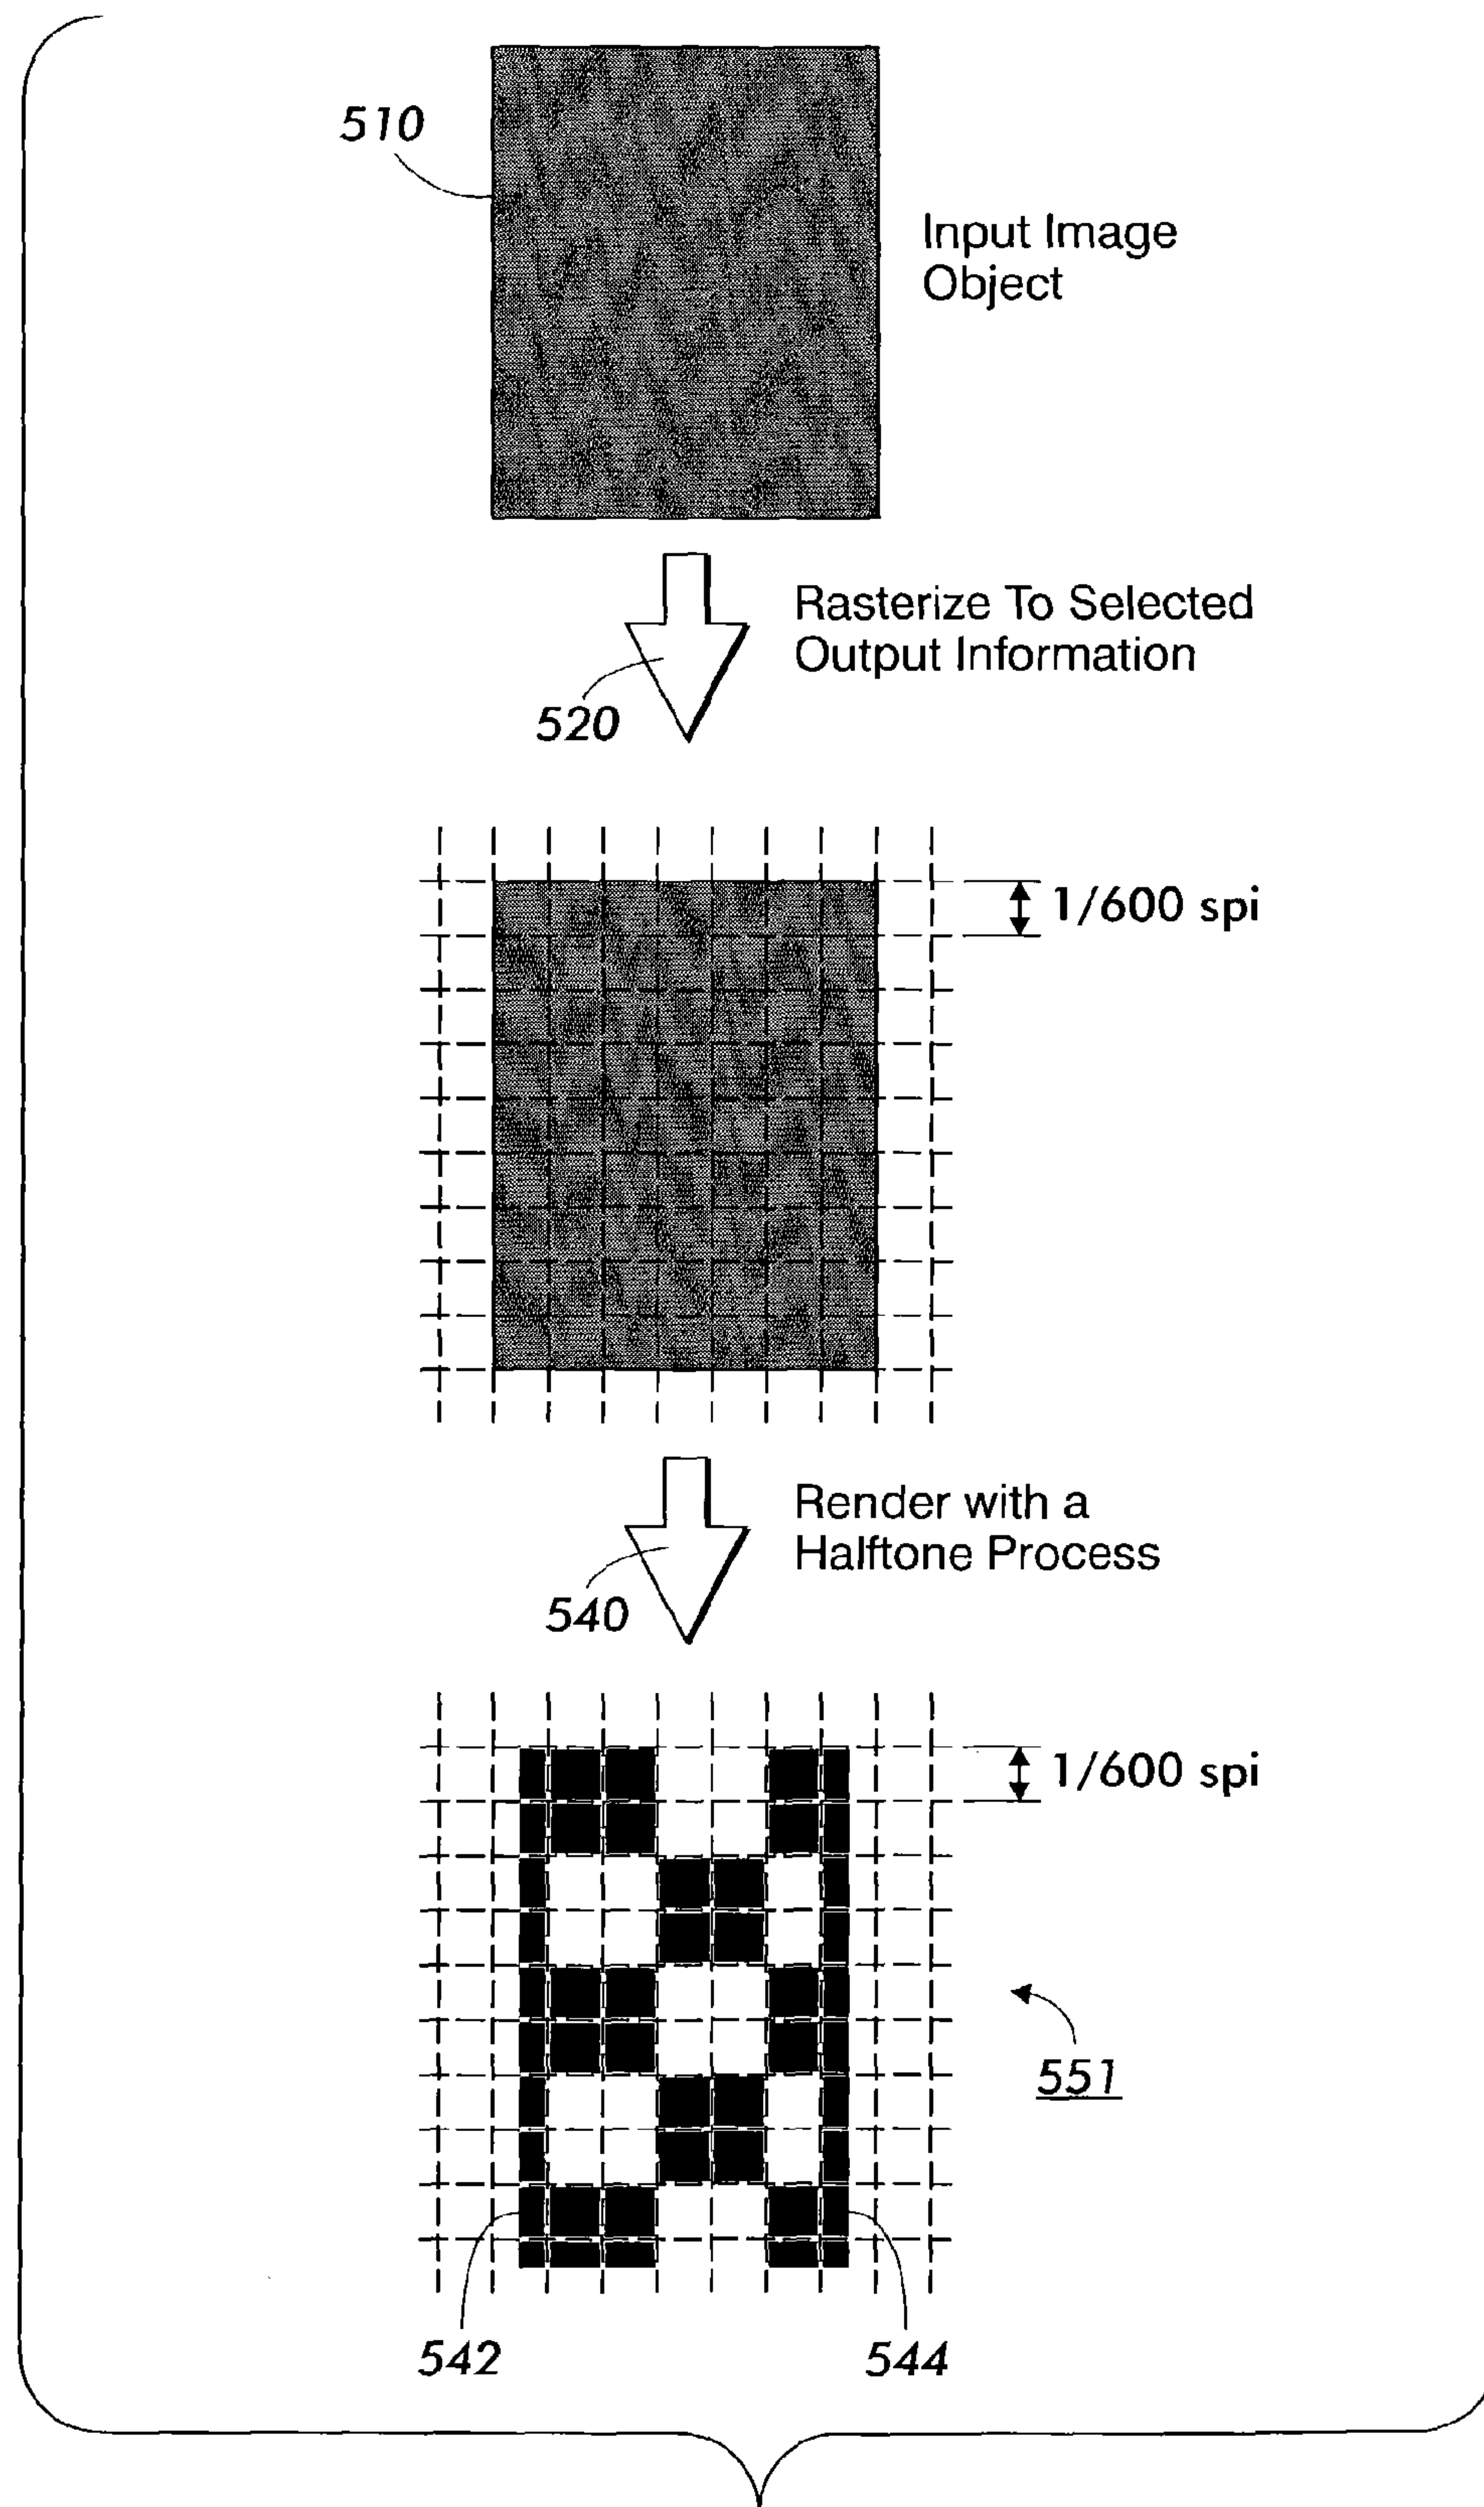 510
Input Image
Object
Rasterize To Selected
Output Information
520
1/600 spi
Render with a
Halftone Process
540
1/600 spi
551
542
544